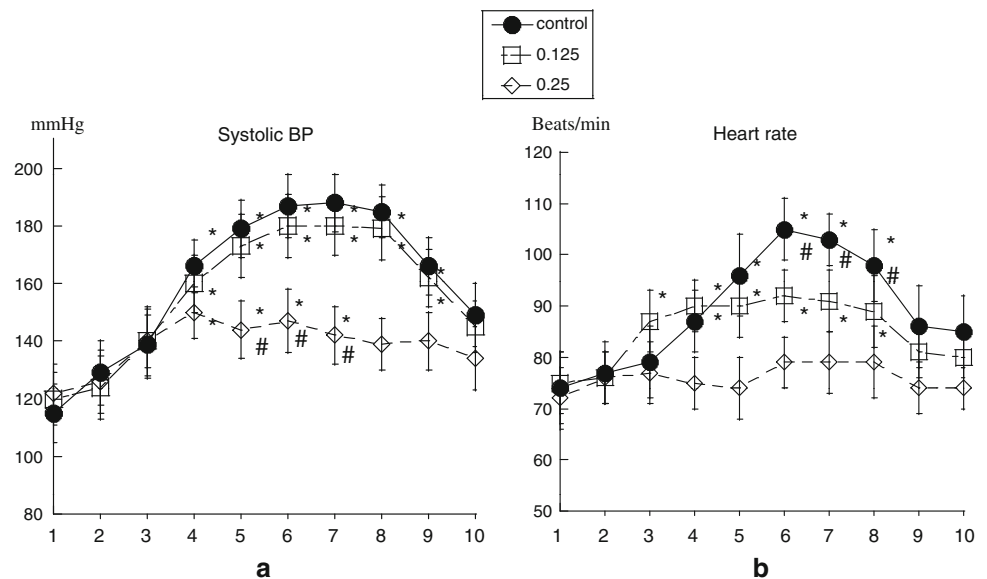 control
0.125
0.25
mmHg
Systolic BP
200
180
160
140
120
100
80
1 2 3 4 5 6 7 8 9 10
* * * * *
* * * * *
* * * *
* # # #
a
Beats/min
Heart rate
120
110
100
90
80
70
60
50
1 2 3 4 5 6 7 8 9 10
* * *
# # #
* * *
* * * * *
b